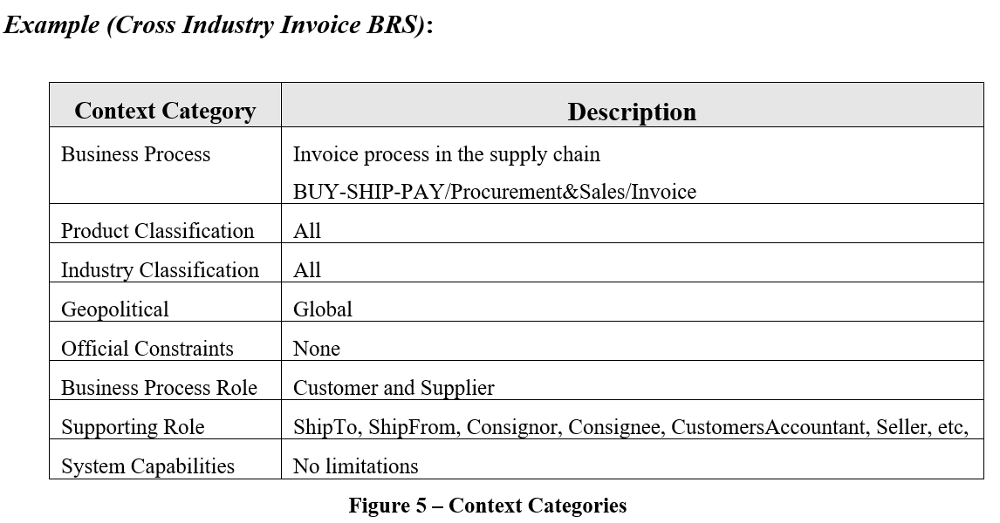 Example (Cross Industry Invoice BRS):
Context Category Description
Business Process Invoice process in the supply chain
BUY-SHIP-PAY/Procurement&Sales/Invoice
Product Classification All
Industry Classification All
Geopolitical Global
Official Constraints None
Business Process Role Customer and Supplier
Supporting Role ShipTo, ShipFrom, Consignor, Consignee, CustomersAccountant, Seller, etc,
System Capabilities No limitations
Figure 5 – Context Categories